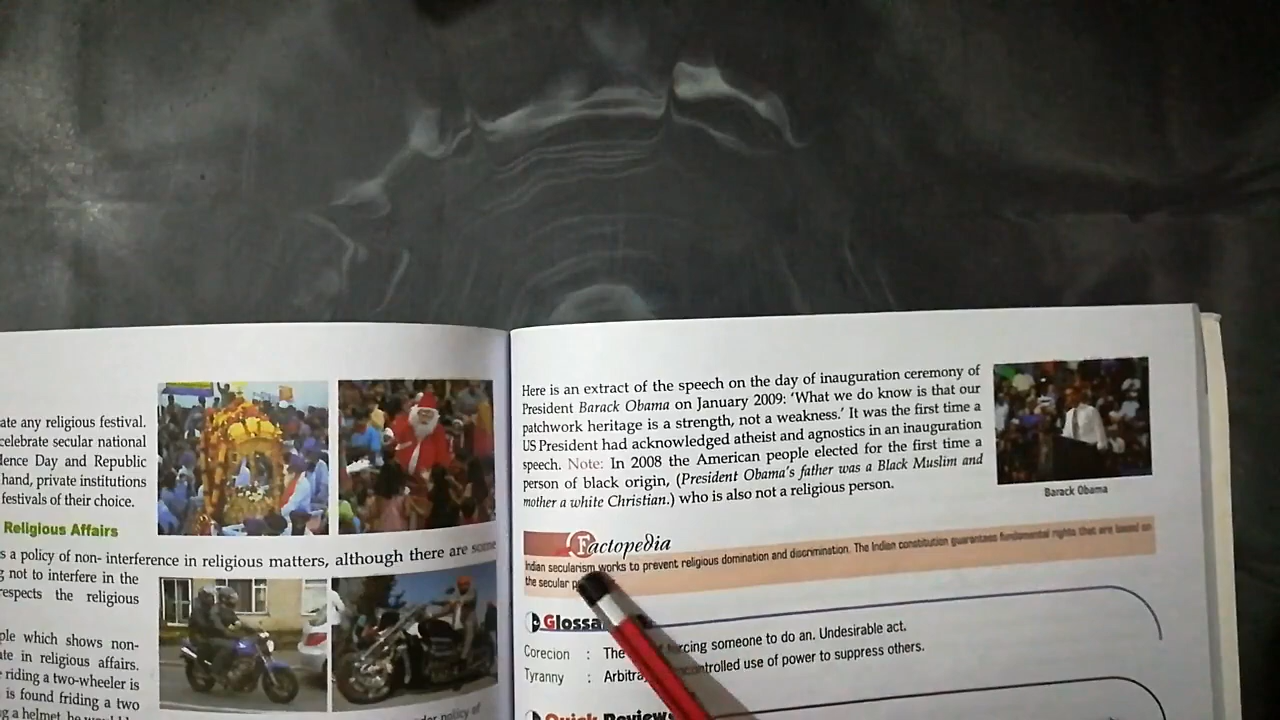 ate any religious festival.
celebrate secular national
dence Day and Republic
hand, private institutions
festivals of their choice.
Religious Affairs
s a policy of non- interference in religious matters, although there are some
g not to interfere in the
respects the religious
ple which shows non-
ate in religious affairs.
riding a two-wheeler is
is found friding a two
g a helmet, he would
der policy of
Here is an extract of the speech on the day of inauguration ceremony of
President Barack Obama on January 2009: 'What we do know is that our
patchwork heritage is a strength, not a weakness.' It was the first time a
US President had acknowledged atheist and agnostics in an inauguration
speech. Note: In 2008 the American people elected for the first time a
person of black origin, (President Obama's father was a Black Muslim and
mother a white Christian.) who is also not a religious person.
Barack Obama
Factopedia
Indian secularism works to prevent religious domination and discrimination. The Indian constitution guarantees fundamental rights that are based on
the secular p
Glossa
Corecion : The forcing someone to do an. Undesirable act.
Tyranny : Arbitra controlled use of power to suppress others.
Quick Review